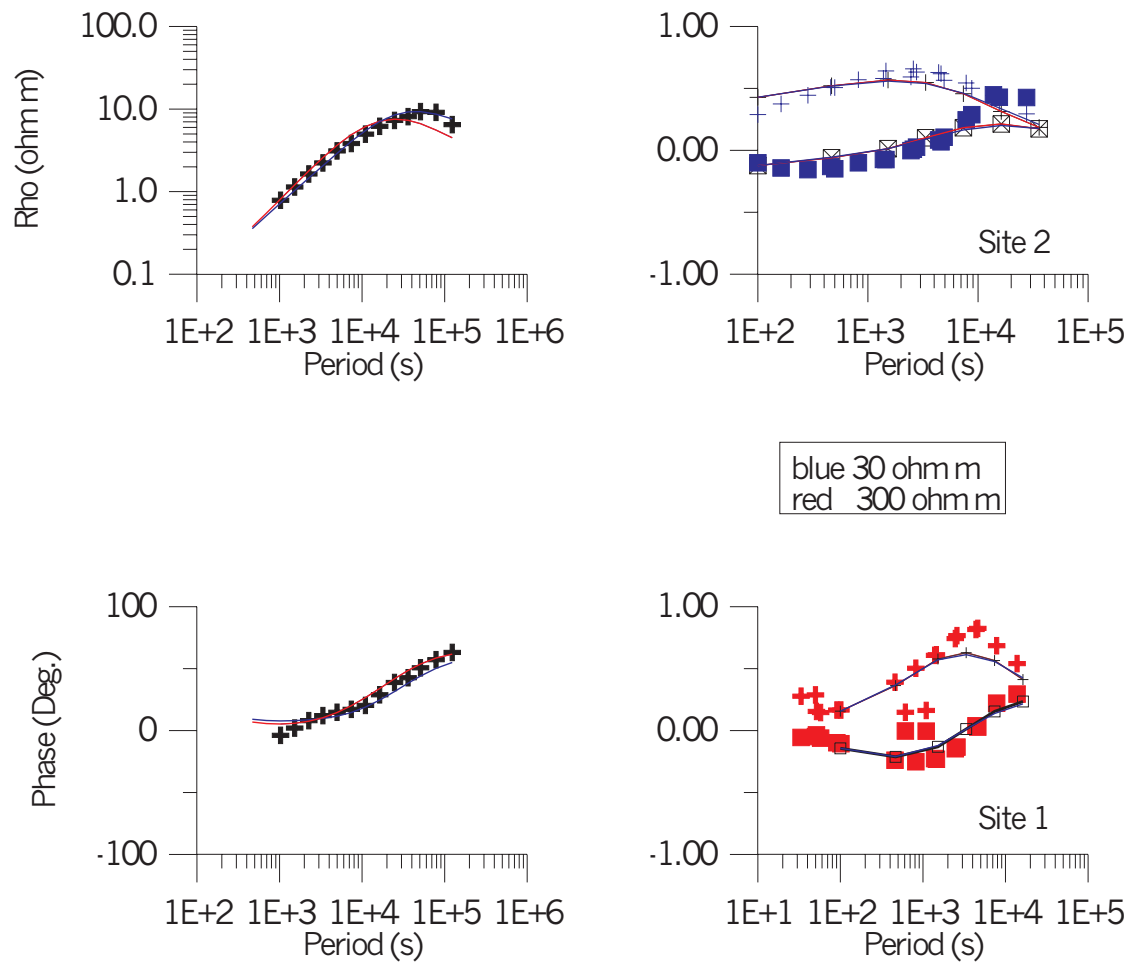 100.0
10.0
1.0
0.1
Rho (ohm m)
1E+2 1E+3 1E+4 1E+5 1E+6
Period (s)
1.00
0.00
-1.00
Site 2
1E+2 1E+3 1E+4 1E+5
Period (s)
blue 30 ohm m
red 300 ohm m
100
0
-100
Phase (Deg.)
1E+2 1E+3 1E+4 1E+5 1E+6
Period (s)
1.00
0.00
-1.00
Site 1
1E+1 1E+2 1E+3 1E+4 1E+5
Period (s)